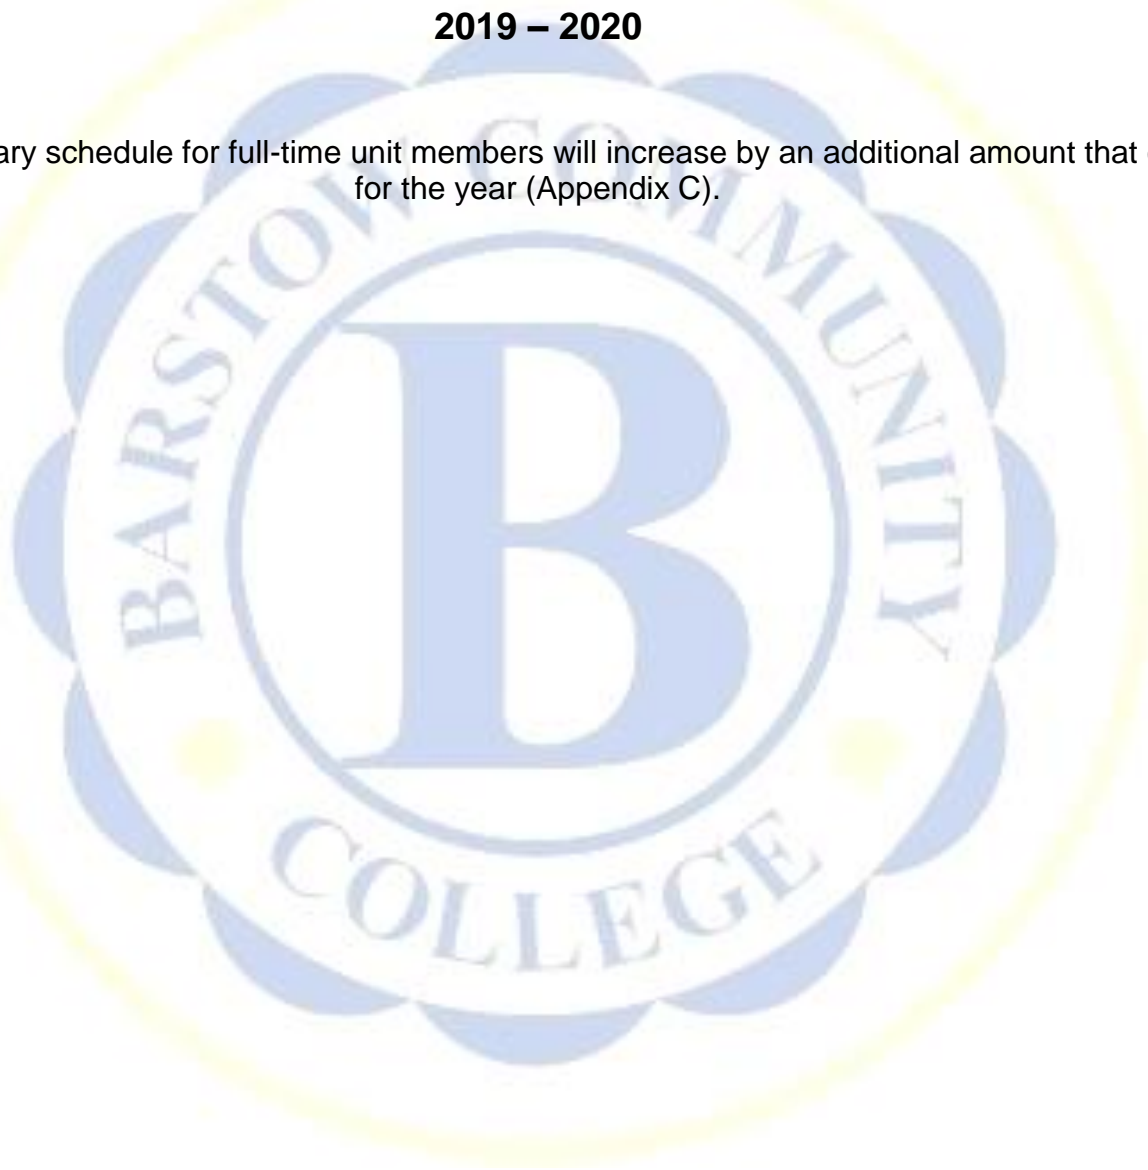 2019 – 2020
ary schedule for full-time unit members will increase by an additional amount that
for the year (Appendix C).
BARSTOW COMMUNITY
B
COLLEGE